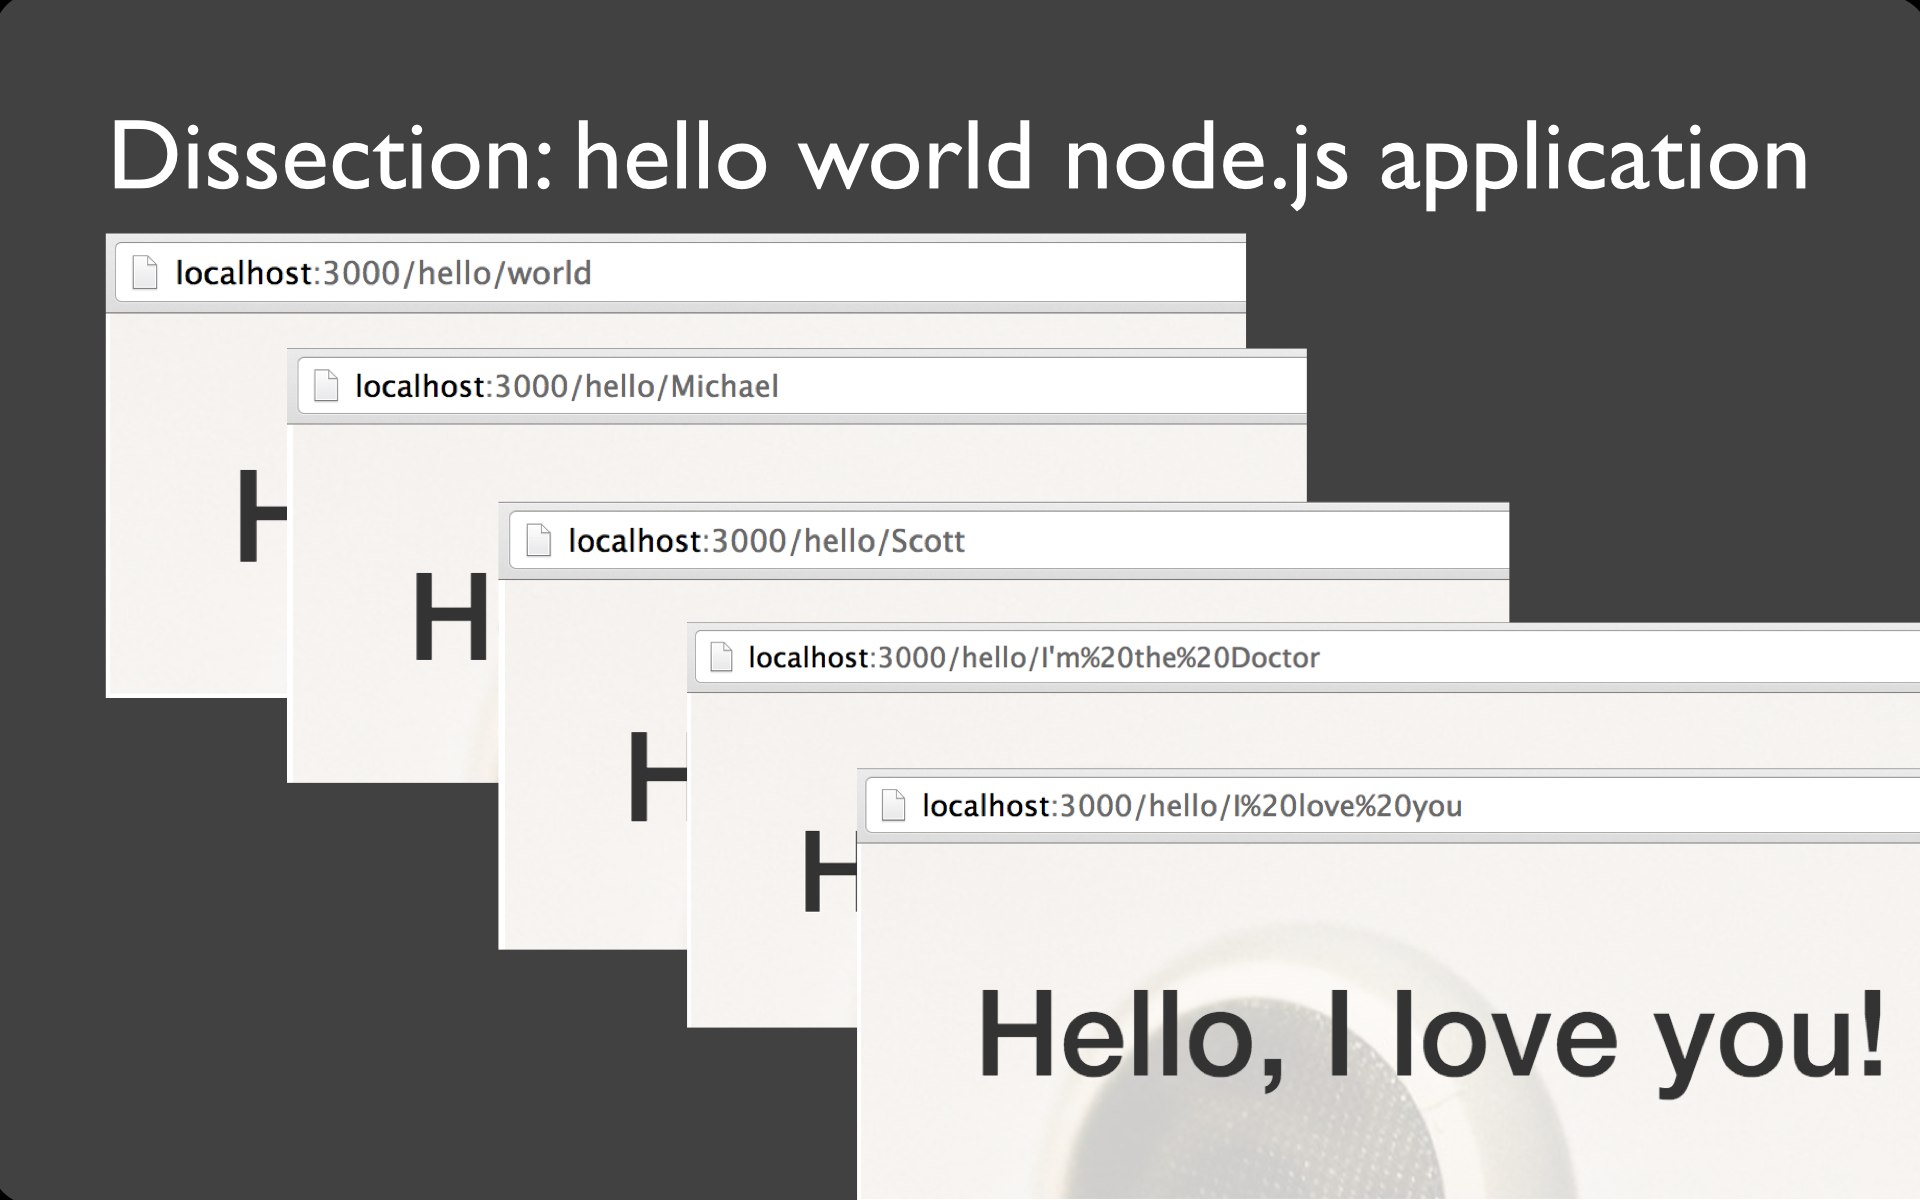 Dissection: hello world node.js application
localhost:3000/hello/world
H
localhost:3000/hello/Michael
H
localhost:3000/hello/Scott
H
localhost:3000/hello/I'm%20the%20Doctor
H
localhost:3000/hello/I%20love%20you
Hello, I love you!